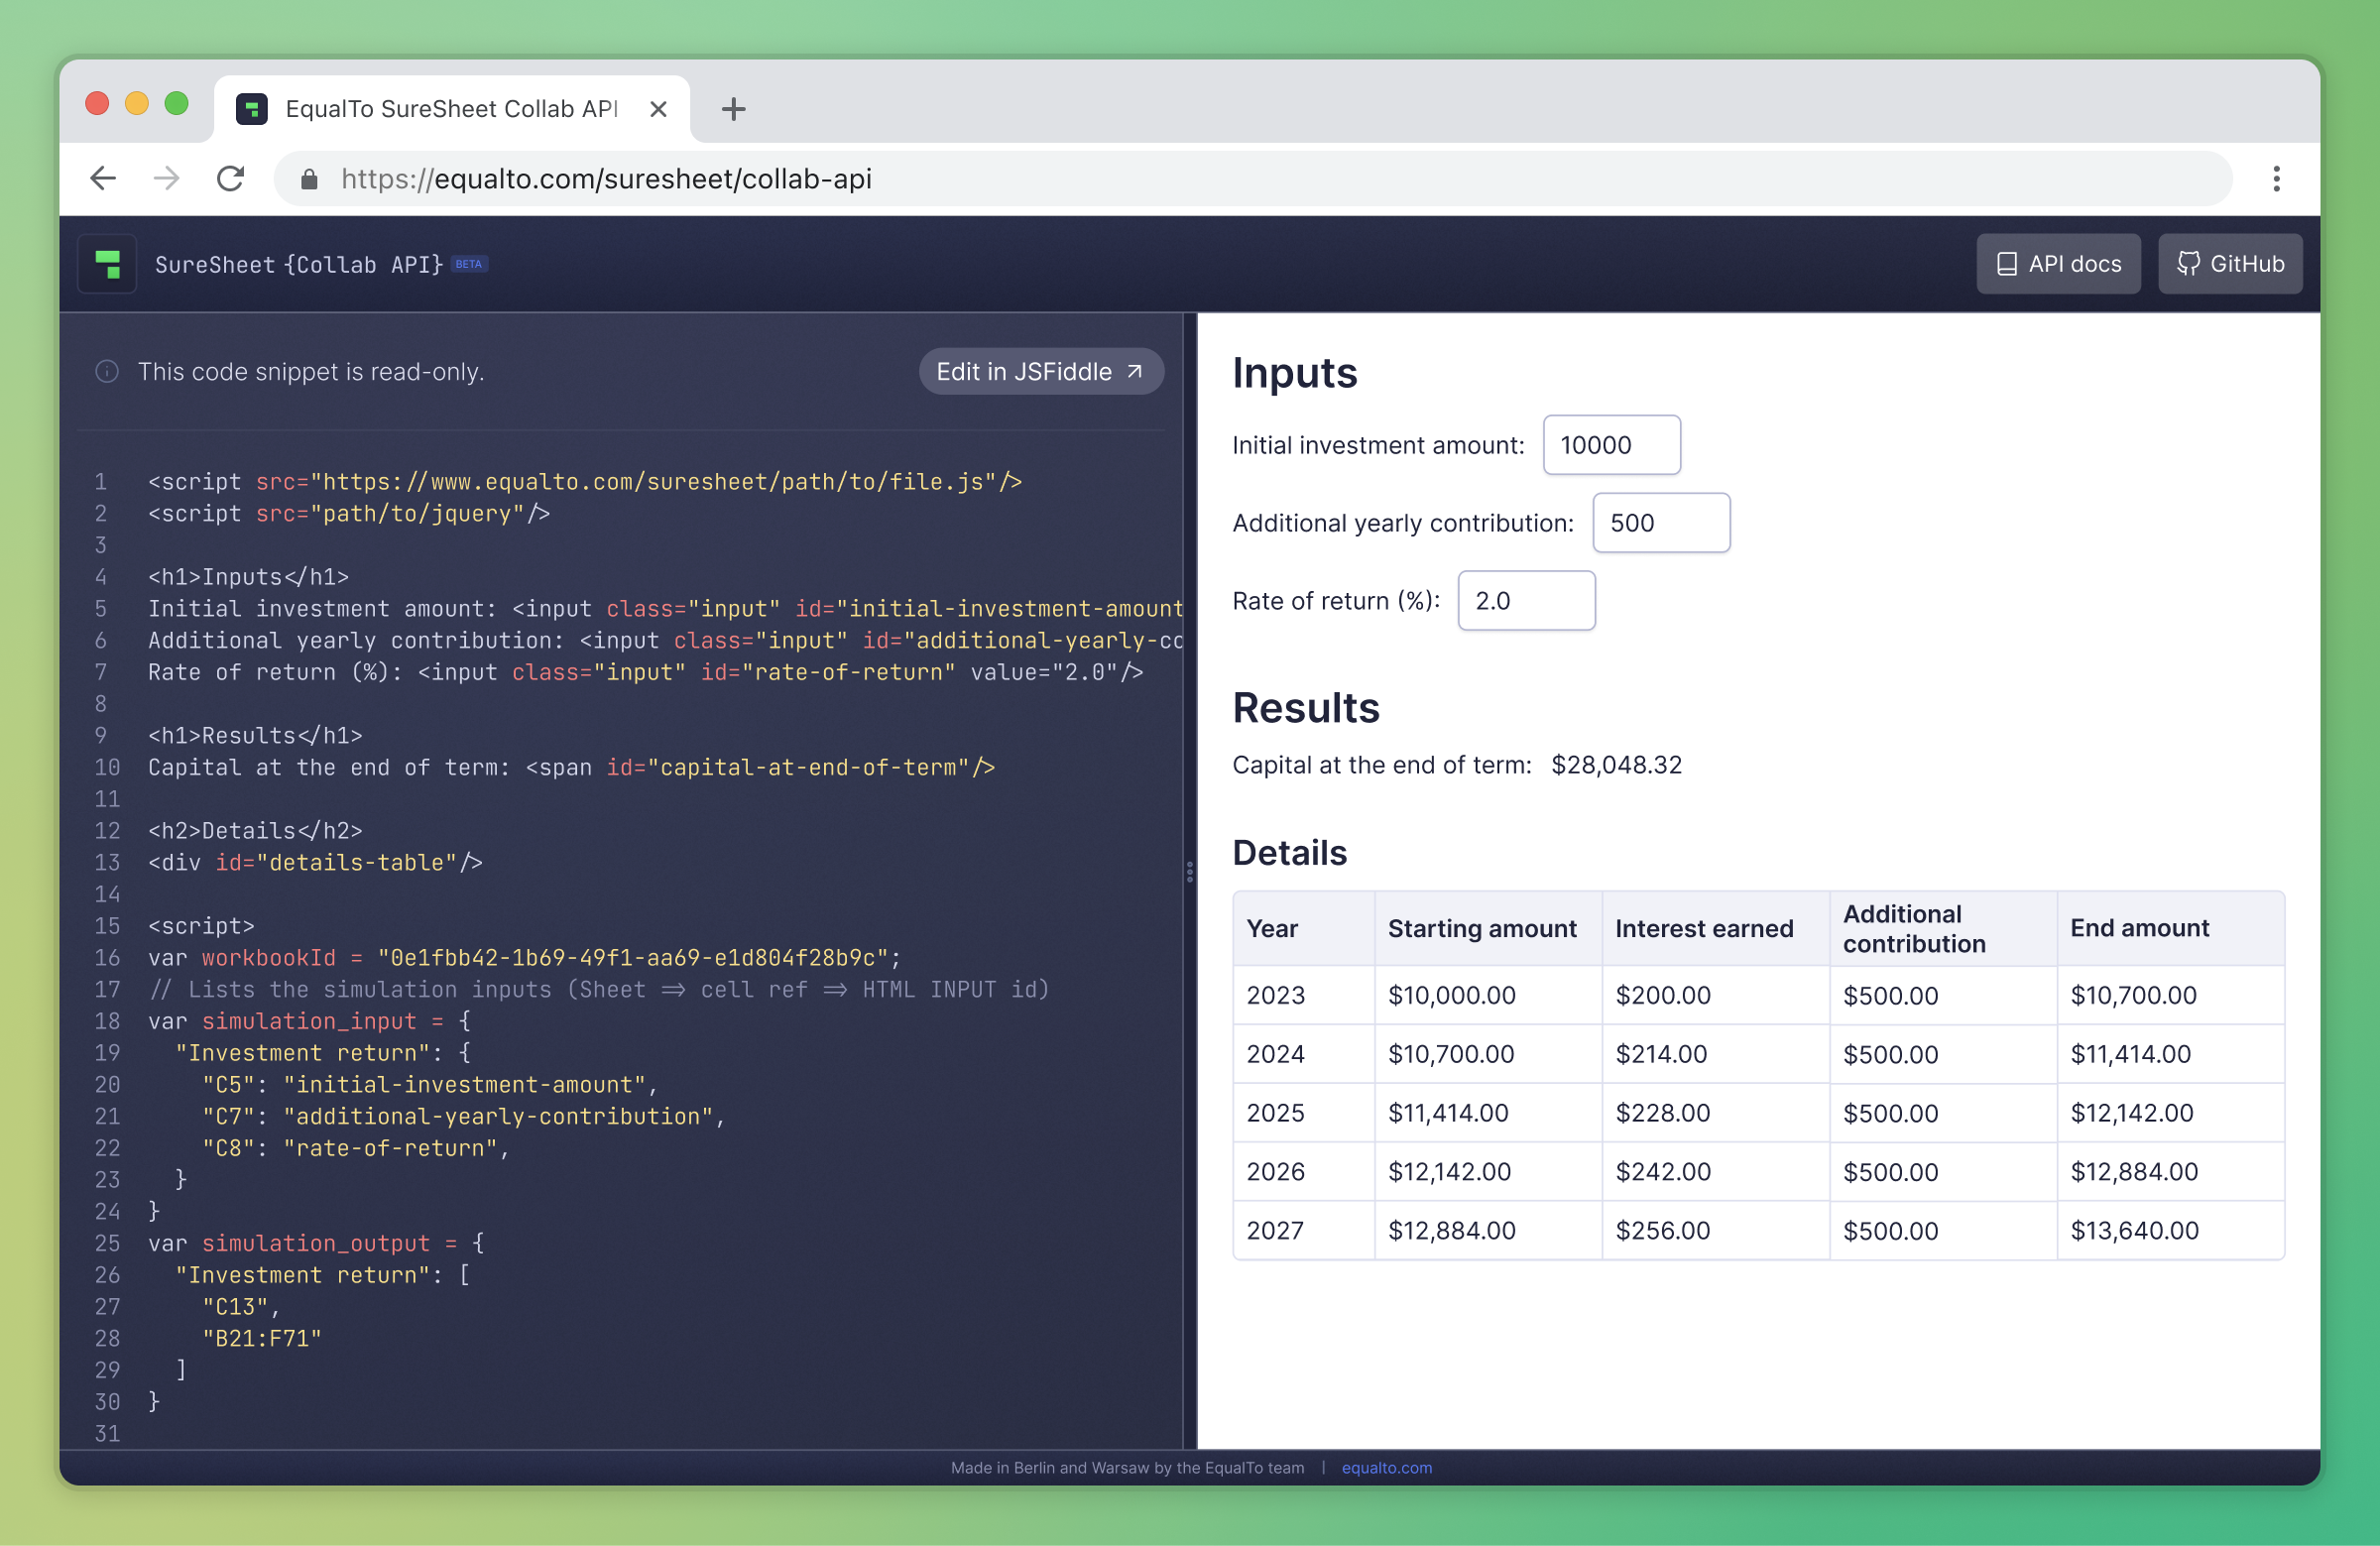 EqualTo SureSheet Collab API
https://equalto.com/suresheet/collab-api
SureSheet {Collab API} BETA
API docs
GitHub
This code snippet is read-only.
Edit in JSFiddle
1 <script src="https://www.equalto.com/suresheet/path/to/file.js"/>
2 <script src="path/to/jquery"/>
3
4 <h1>Inputs</h1>
5 Initial investment amount: <input class="input" id="initial-investment-amount
6 Additional yearly contribution: <input class="input" id="additional-yearly-co
7 Rate of return (%): <input class="input" id="rate-of-return" value="2.0"/>
8
9 <h1>Results</h1>
10 Capital at the end of term: <span id="capital-at-end-of-term"/>
11
12 <h2>Details</h2>
13 <div id="details-table"/>
14
15 <script>
16 var workbookId = "0e1fbb42-1b69-49f1-aa69-e1d804f28b9c";
17 // Lists the simulation inputs (Sheet => cell ref => HTML INPUT id)
18 var simulation_input = {
19 "Investment return": {
20 "C5": "initial-investment-amount",
21 "C7": "additional-yearly-contribution",
22 "C8": "rate-of-return",
23 }
24 }
25 var simulation_output = {
26 "Investment return": [
27 "C13",
28 "B21:F71"
29 ]
30 }
31
Inputs
Initial investment amount: 10000
Additional yearly contribution: 500
Rate of return (%): 2.0
Results
Capital at the end of term: $28,048.32
Details
Year Starting amount Interest earned Additional contribution End amount
2023 $10,000.00 $200.00 $500.00 $10,700.00
2024 $10,700.00 $214.00 $500.00 $11,414.00
2025 $11,414.00 $228.00 $500.00 $12,142.00
2026 $12,142.00 $242.00 $500.00 $12,884.00
2027 $12,884.00 $256.00 $500.00 $13,640.00
Made in Berlin and Warsaw by the EqualTo team | equalto.com